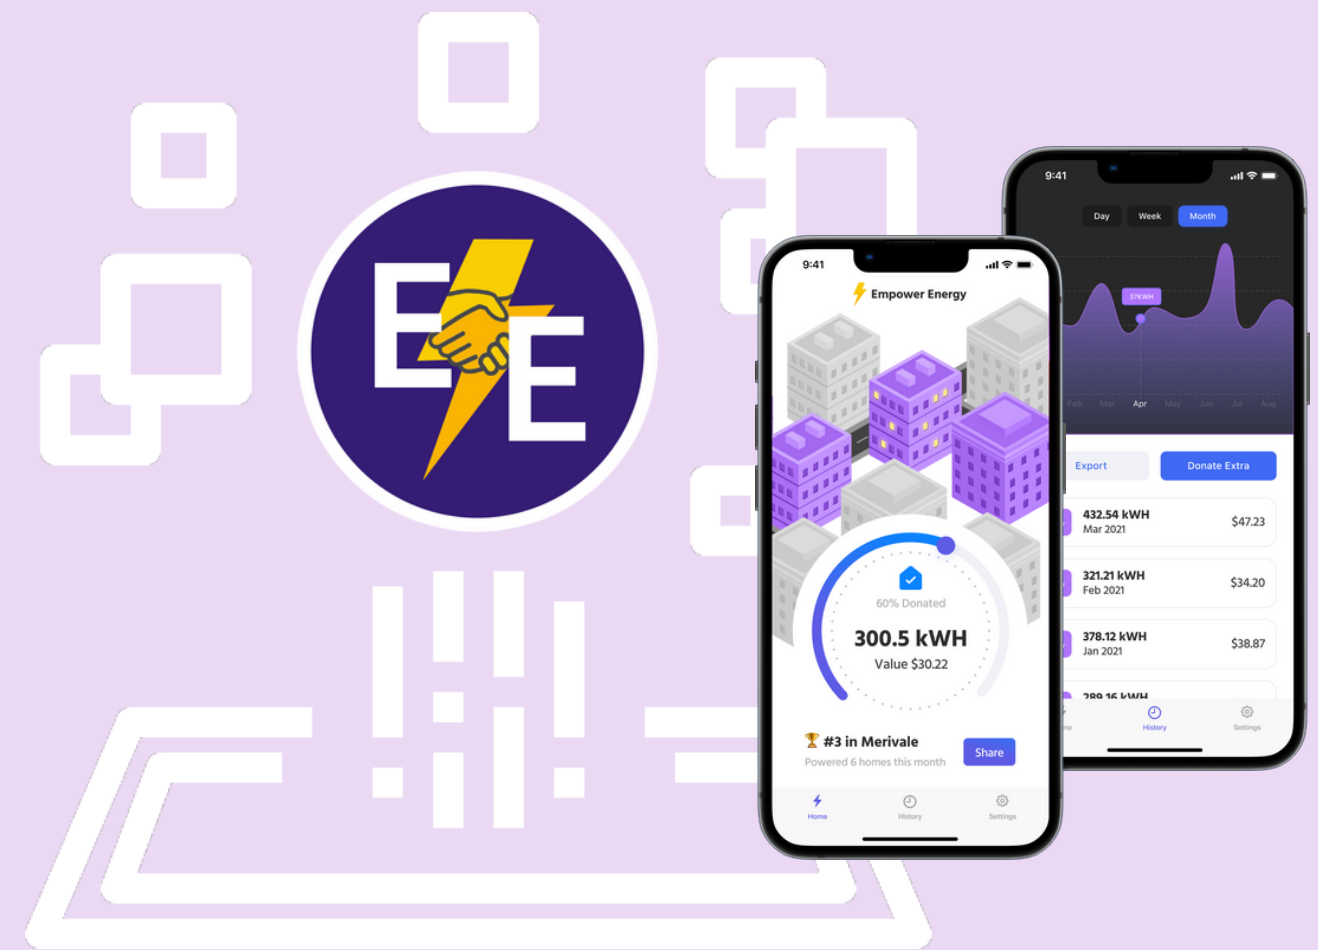 E
E
9:41
Empower Energy
60% Donated
300.5 kWH
Value $30.22
#3 in Merivale
Powered 6 homes this month
Share
Home
History
Settings
9:41
Day
Week
Month
37KWH
Feb
Mar
Apr
May
Jun
Jul
Aug
Export
Donate Extra
432.54 kWH
Mar 2021
$47.23
321.21 kWH
Feb 2021
$34.20
378.12 kWH
Jan 2021
$38.87
289.16 kWH
History
Settings